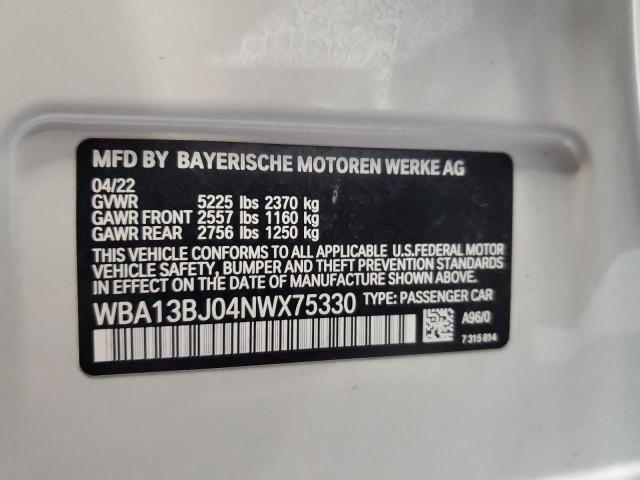 MFD BY BAYERISCHE MOTOREN WERKE AG
04/22
GVWR 5225 lbs 2370 kg
GAWR FRONT 2557 lbs 1160 kg
GAWR REAR 2756 lbs 1250 kg
THIS VEHICLE CONFORMS TO ALL APPLICABLE U.S.FEDERAL MOTOR
VEHICLE SAFETY, BUMPER AND THEFT PREVENTION STANDARDS
IN EFFECT ON THE DATE OF MANUFACTURE SHOWN ABOVE.
WBA13BJ04NWX75330 TYPE: PASSENGER CAR
A96/0
7 315 814